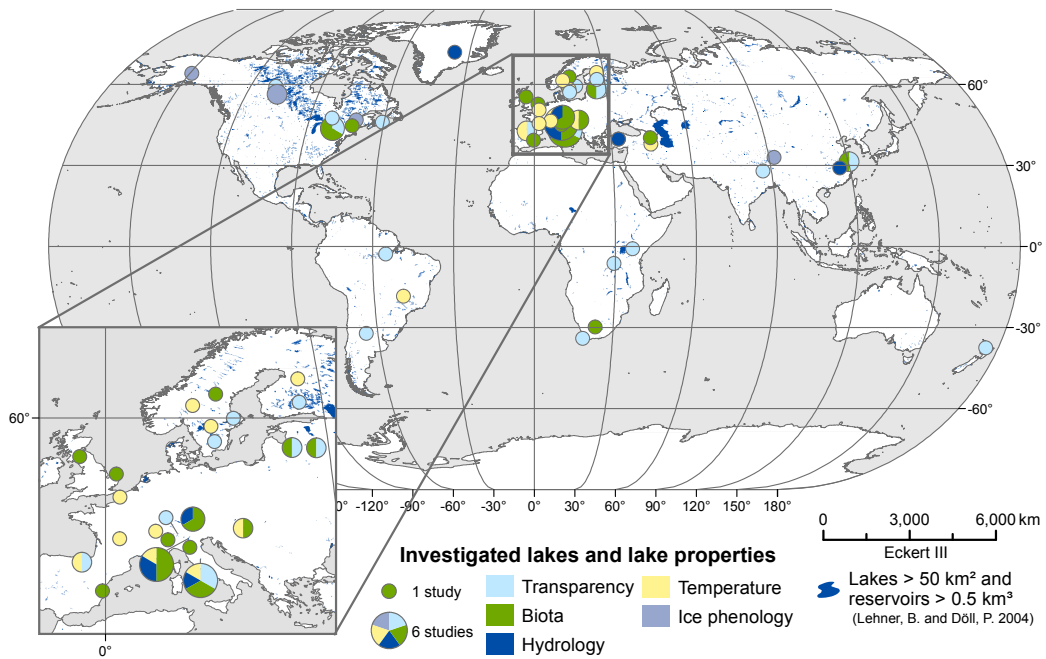 60°
30°
0°
-30°
-60°
60°
0°
-120°
-90°
-60°
-30°
0°
30°
60°
90°
120°
150°
180°
0 3,000 6,000 km
Eckert III
Investigated lakes and lake properties
1 study
6 studies
Transparency
Biota
Hydrology
Temperature
Ice phenology
Lakes > 50 km² and
reservoirs > 0.5 km³
(Lehner, B. and Döll, P. 2004)